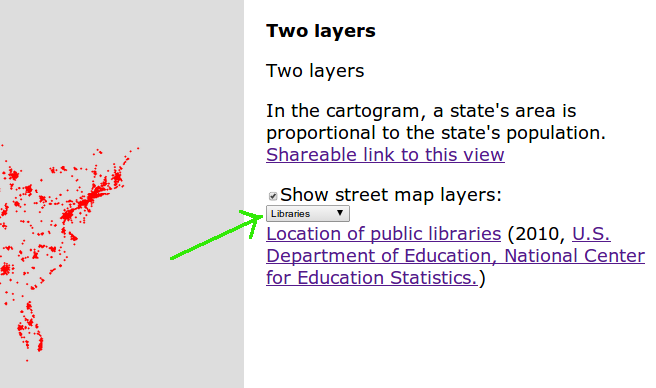 Two layers
Two layers
In the cartogram, a state's area is
proportional to the state's population.
Shareable link to this view
Show street map layers:
Libraries
Location of public libraries (2010, U.S.
Department of Education, National Center
for Education Statistics.)